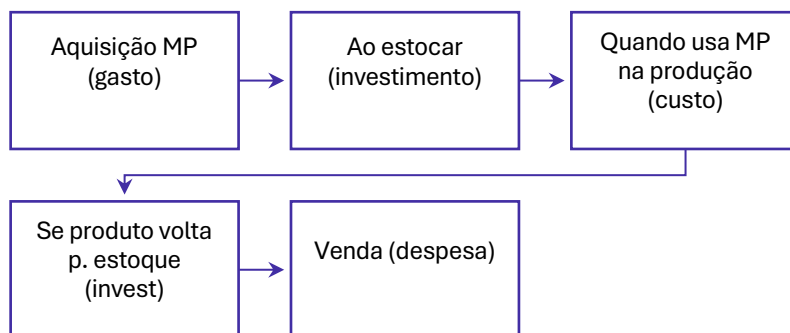 Aquisição MP
(gasto)
Ao estocar
(investimento)
Quando usa MP
na produção
(custo)
Se produto volta
p. estoque
(invest)
Venda (despesa)